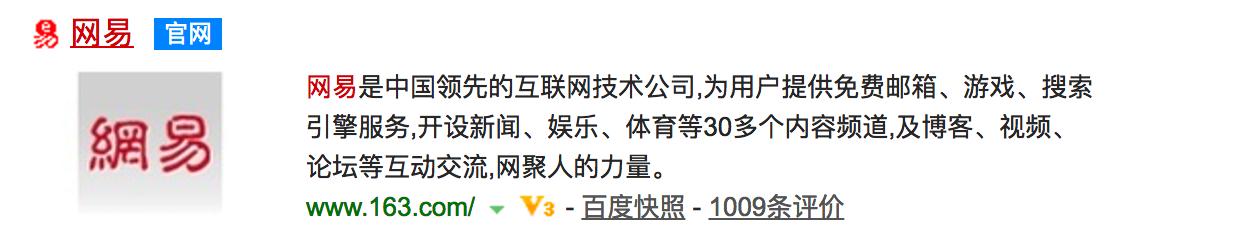 易 网易 官网
網易
网易是中国领先的互联网技术公司,为用户提供免费邮箱、游戏、搜索
引擎服务,开设新闻、娱乐、体育等30多个内容频道,及博客、视频、
论坛等互动交流,网聚人的力量。
www.163.com/ V3 - 百度快照 - 1009条评价